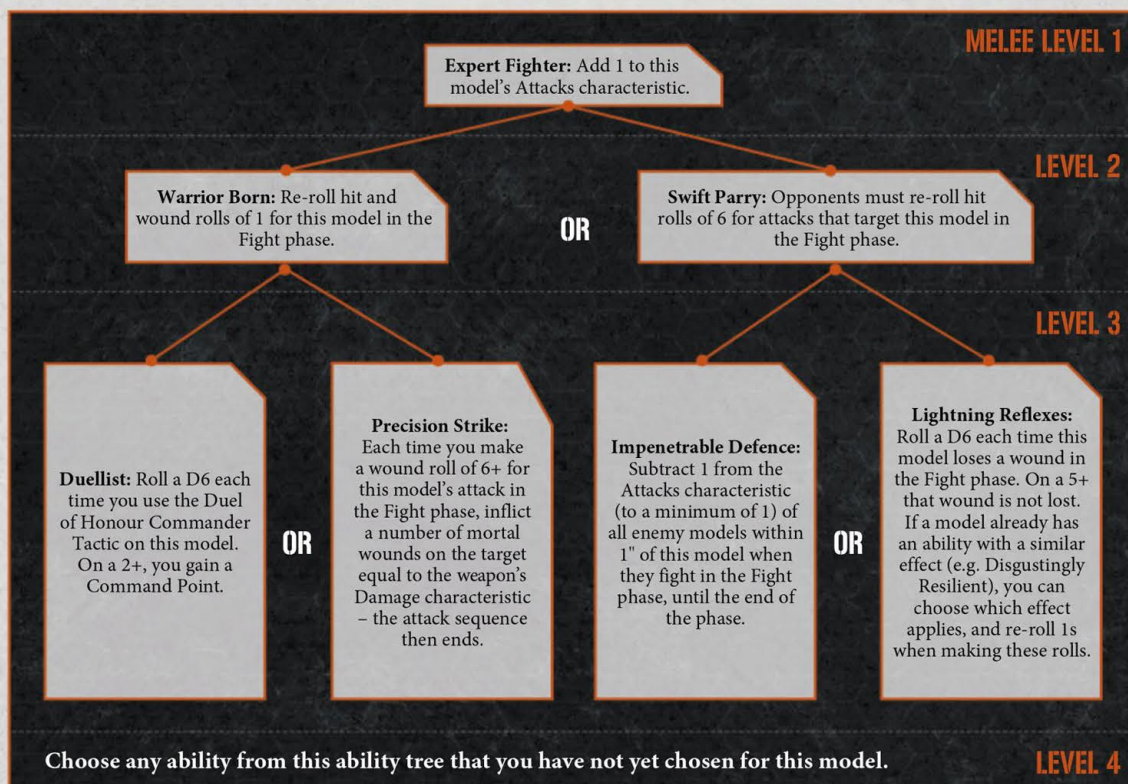 MELEE LEVEL 1
Expert Fighter: Add 1 to this
model's Attacks characteristic.
LEVEL 2
Warrior Born: Re-roll hit and
wound rolls of 1 for this model in the
Fight phase.
OR
Swift Parry: Opponents must re-roll hit
rolls of 6 for attacks that target this model in
the Fight phase.
LEVEL 3
Duellist: Roll a D6 each
time you use the Duel
of Honour Commander
Tactic on this model.
On a 2+, you gain a
Command Point.
OR
Precision Strike:
Each time you make
a wound roll of 6+ for
this model's attack in
the Fight phase, inflict
a number of mortal
wounds on the target
equal to the weapon's
Damage characteristic
– the attack sequence
then ends.
Impenetrable Defence:
Subtract 1 from the
Attacks characteristic
(to a minimum of 1) of
all enemy models within
1" of this model when
they fight in the Fight
phase, until the end of
the phase.
OR
Lightning Reflexes:
Roll a D6 each time this
model loses a wound in
the Fight phase. On a 5+
that wound is not lost.
If a model already has
an ability with a similar
effect (e.g. Disgustingly
Resilient), you can
choose which effect
applies, and re-roll 1s
when making these rolls.
Choose any ability from this ability tree that you have not yet chosen for this model.
LEVEL 4